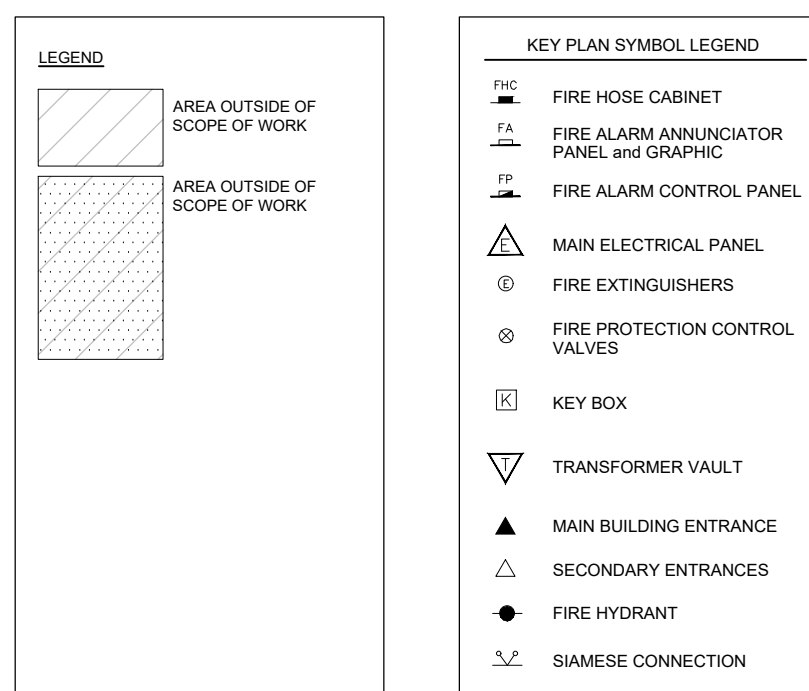 LEGEND
AREA OUTSIDE OF
SCOPE OF WORK
AREA OUTSIDE OF
SCOPE OF WORK
KEY PLAN SYMBOL LEGEND
FHC
FIRE HOSE CABINET
FA
FIRE ALARM ANNUNCIATOR
PANEL and GRAPHIC
FP
FIRE ALARM CONTROL PANEL
E
MAIN ELECTRICAL PANEL
E
FIRE EXTINGUISHERS
FIRE PROTECTION CONTROL
VALVES
K
KEY BOX
T
TRANSFORMER VAULT
MAIN BUILDING ENTRANCE
SECONDARY ENTRANCES
FIRE HYDRANT
SIAMESE CONNECTION